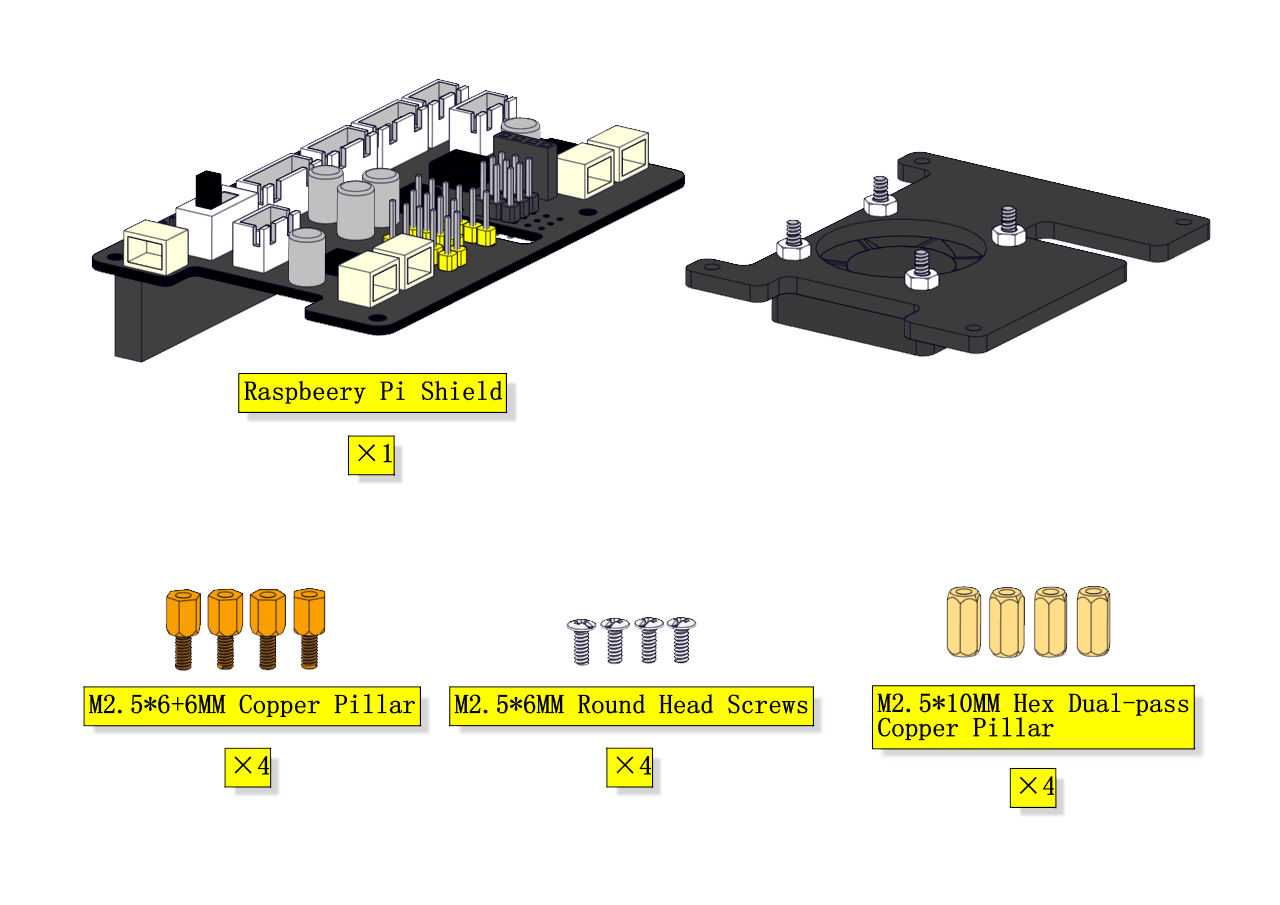 Raspbeery Pi Shield
×1
M2.5*6+6MM Copper Pillar
×4
M2.5*6MM Round Head Screws
×4
M2.5*10MM Hex Dual-pass
Copper Pillar
×4